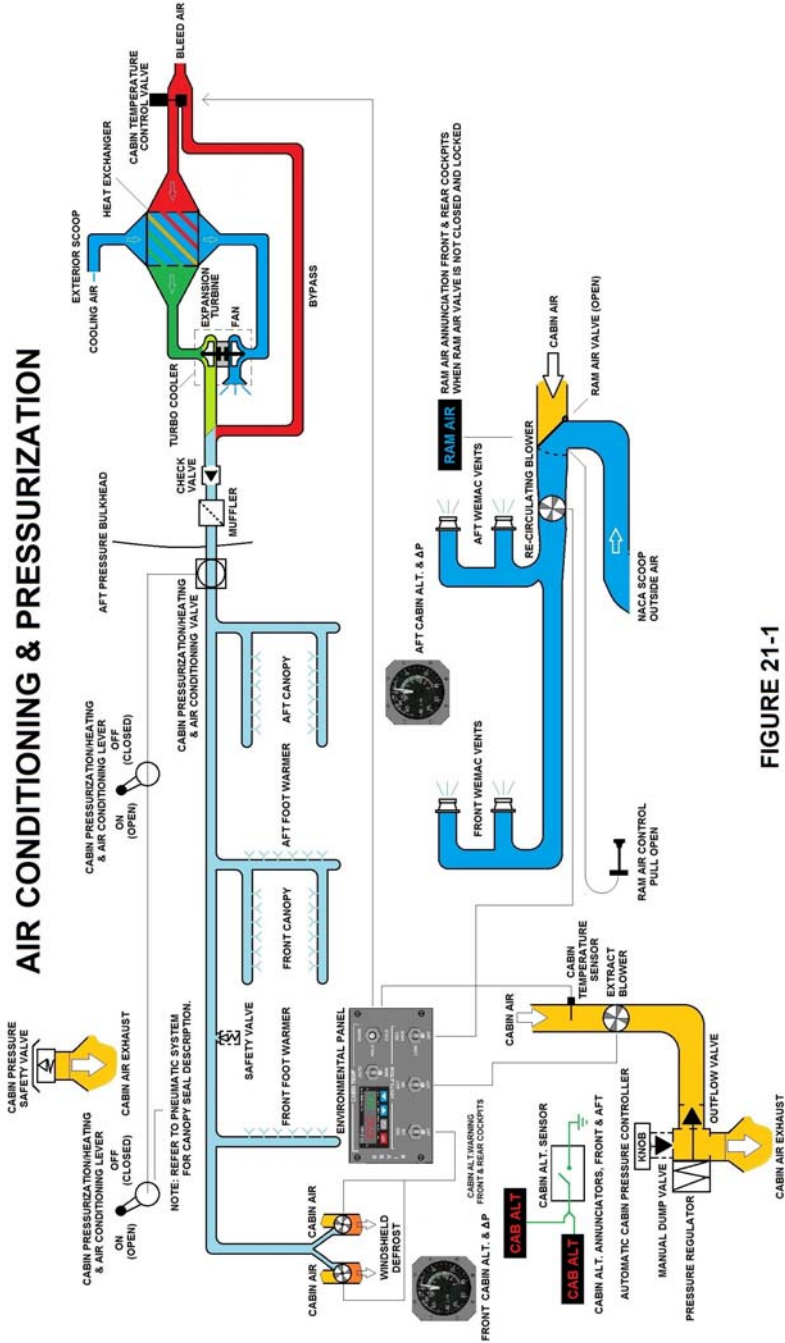 AIR CONDITIONING & PRESSURIZATION
CABIN PRESSURE
SAFETY VALVE
CABIN AIR EXHAUST
CABIN PRESSURIZATION/HEATING
& AIR CONDITIONING LEVER
ON
(OPEN)
OFF
(CLOSED)
NOTE: REFER TO PNEUMATIC SYSTEM
FOR CANOPY SEAL DESCRIPTION.
CABIN PRESSURIZATION/HEATING
& AIR CONDITIONING LEVER
ON
(OPEN)
OFF
(CLOSED)
AFT PRESSURE BULKHEAD
CABIN PRESSURIZATION/HEATING
& AIR CONDITIONING VALVE
MUFFLER
CHECK
VALVE
TURBO COOLER
EXPANSION
TURBINE
FAN
COOLING AIR
EXTERIOR SCOOP
HEAT EXCHANGER
CABIN TEMPERATURE
CONTROL VALVE
BLEED AIR
BYPASS
CABIN AIR
CABIN AIR
WINDSHIELD
DEFROST
FRONT FOOT WARMER
SAFETY VALVE
FRONT CANOPY
AFT FOOT WARMER
AFT CANOPY
ENVIRONMENTAL PANEL
FRONT CABIN ALT. & ΔP
CABIN ALT.WARNING
FRONT & REAR COCKPITS
CAB ALT
CAB ALT
CABIN ALT. SENSOR
CABIN ALT. ANNUNCIATORS, FRONT & AFT
AUTOMATIC CABIN PRESSURE CONTROLLER
MANUAL DUMP VALVE
KNOB
PRESSURE REGULATOR
OUTFLOW VALVE
CABIN AIR EXHAUST
CABIN AIR
CABIN
TEMPERATURE
SENSOR
EXTRACT
BLOWER
RAM AIR CONTROL
PULL OPEN
FRONT WEMAC VENTS
AFT CABIN ALT. & ΔP
AFT WEMAC VENTS
RE-CIRCULATING BLOWER
RAM AIR
RAM AIR ANNUNCIATION FRONT & REAR COCKPITS
WHEN RAM AIR VALVE IS NOT CLOSED AND LOCKED
CABIN AIR
RAM AIR VALVE (OPEN)
NACA SCOOP
OUTSIDE AIR
FIGURE 21-1